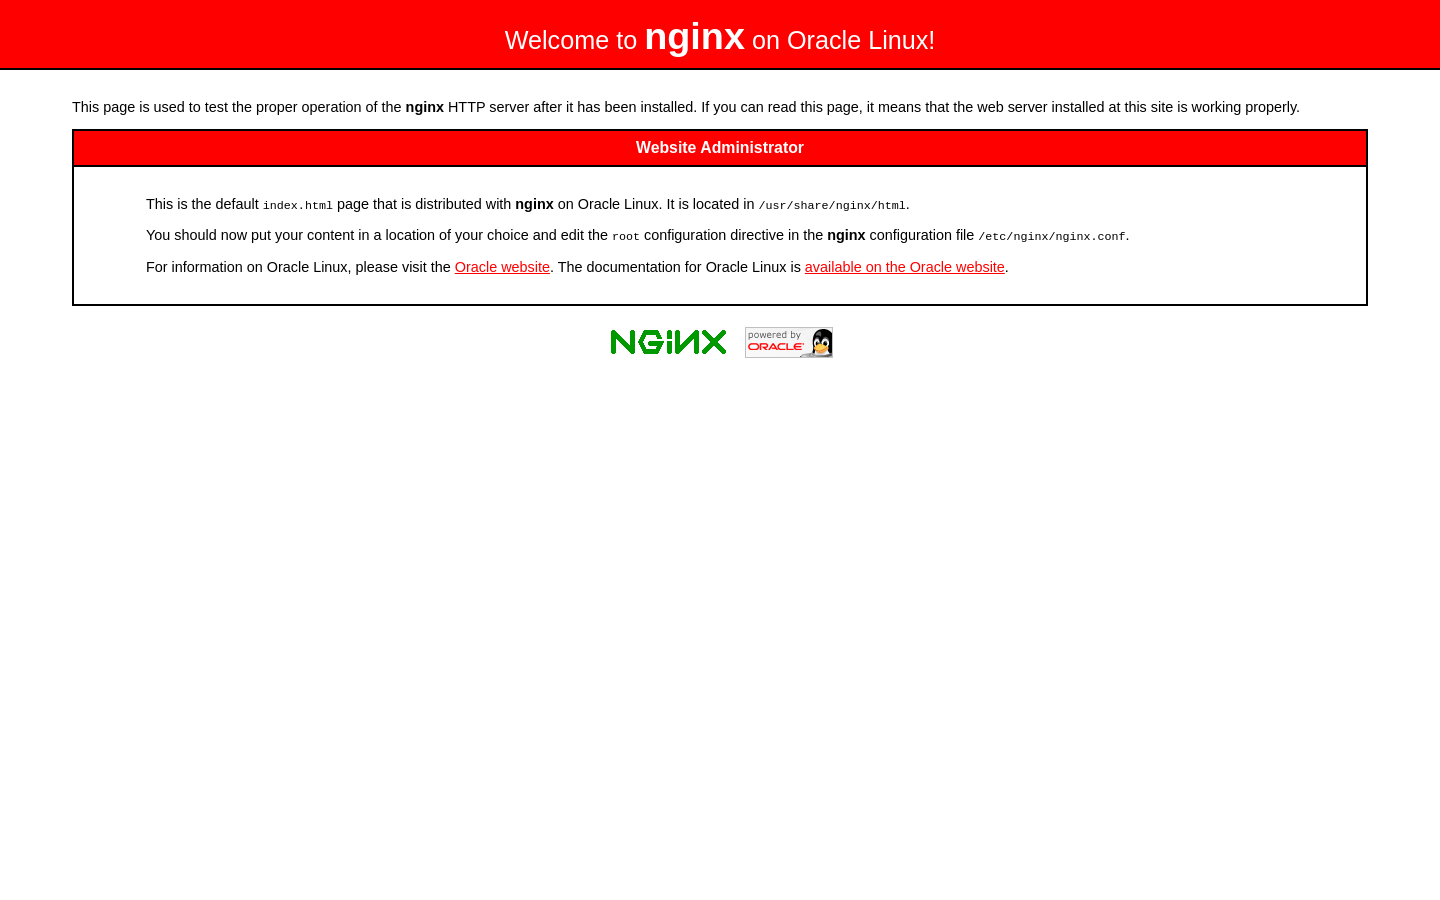 Welcome to nginx on Oracle Linux!
This page is used to test the proper operation of the nginx HTTP server after it has been installed. If you can read this page, it means that the web server installed at this site is working properly.
Website Administrator
This is the default index.html page that is distributed with nginx on Oracle Linux. It is located in /usr/share/nginx/html.
You should now put your content in a location of your choice and edit the root configuration directive in the nginx configuration file /etc/nginx/nginx.conf.
For information on Oracle Linux, please visit the Oracle website. The documentation for Oracle Linux is available on the Oracle website.
NGINX
powered by
ORACLE